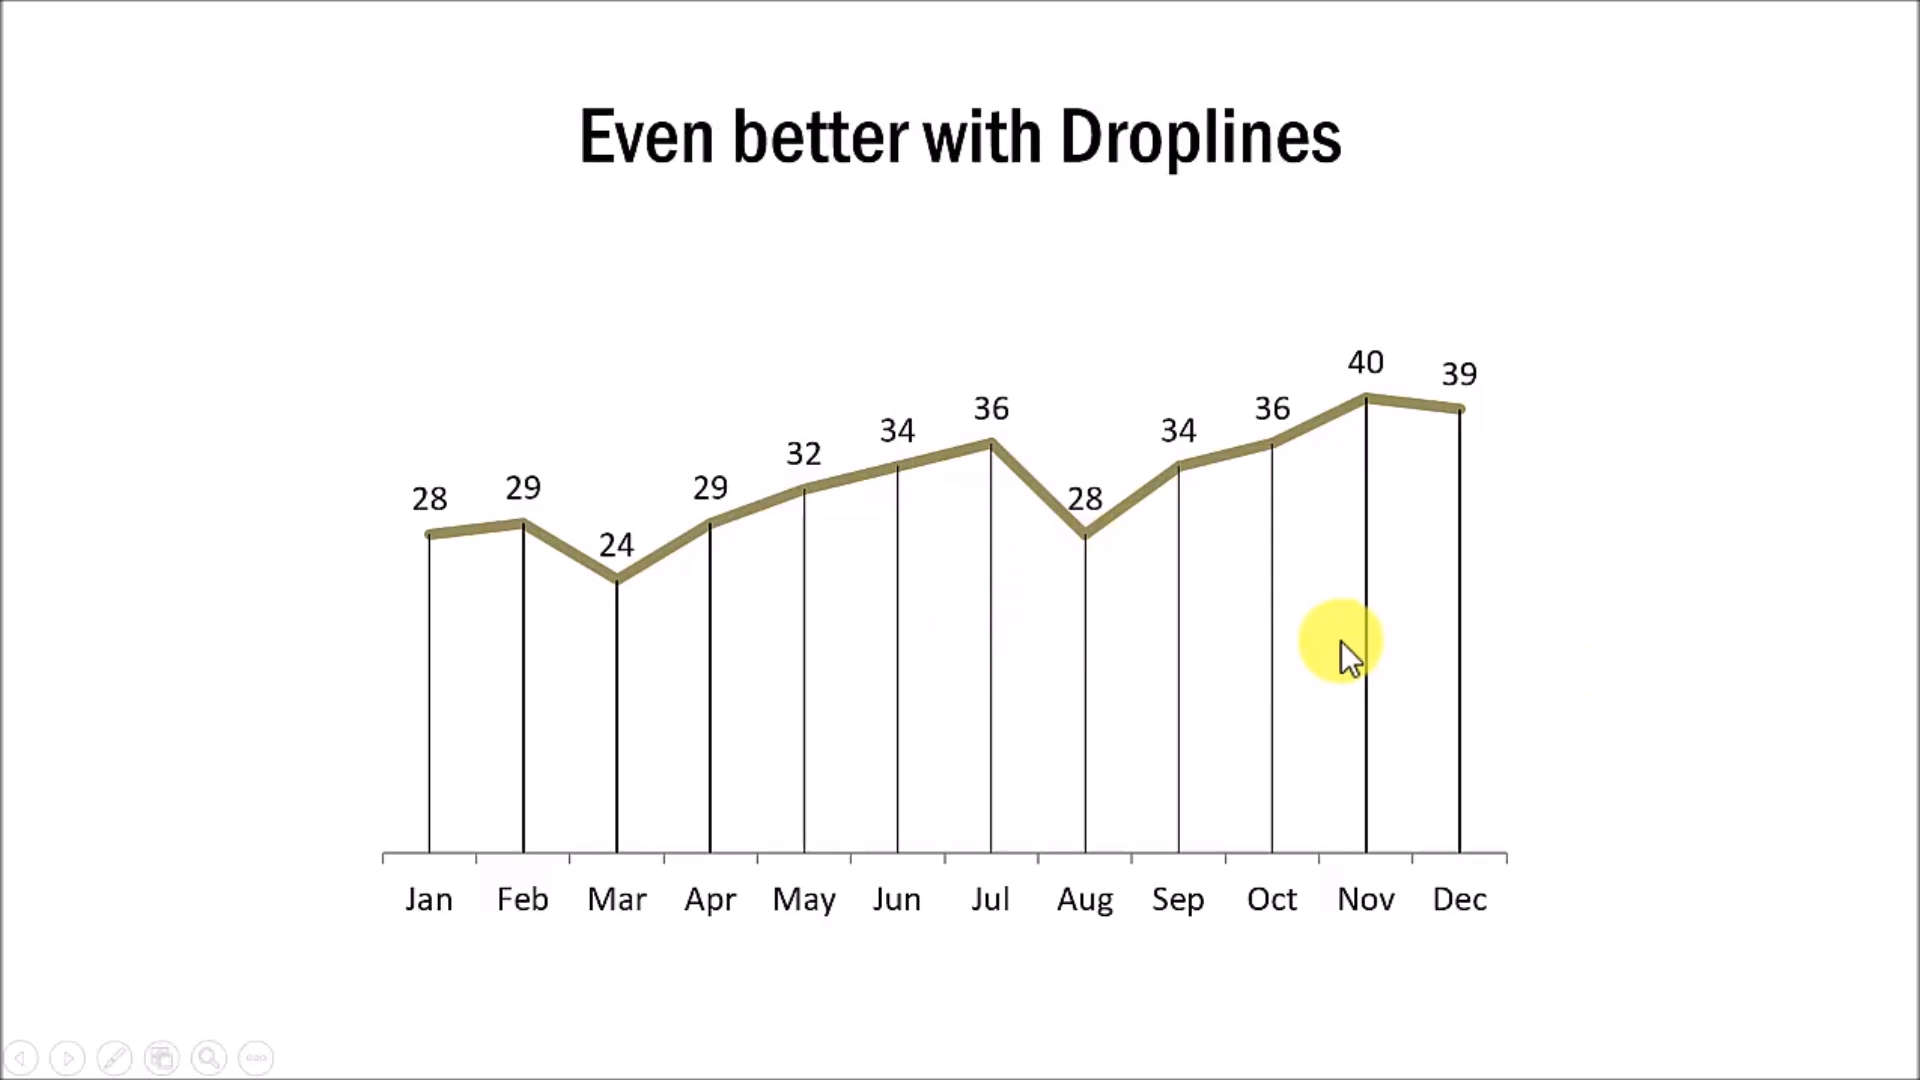 Even better with Droplines
28 29 24 29 32 34 36 28 34 36 40 39
Jan Feb Mar Apr May Jun Jul Aug Sep Oct Nov Dec